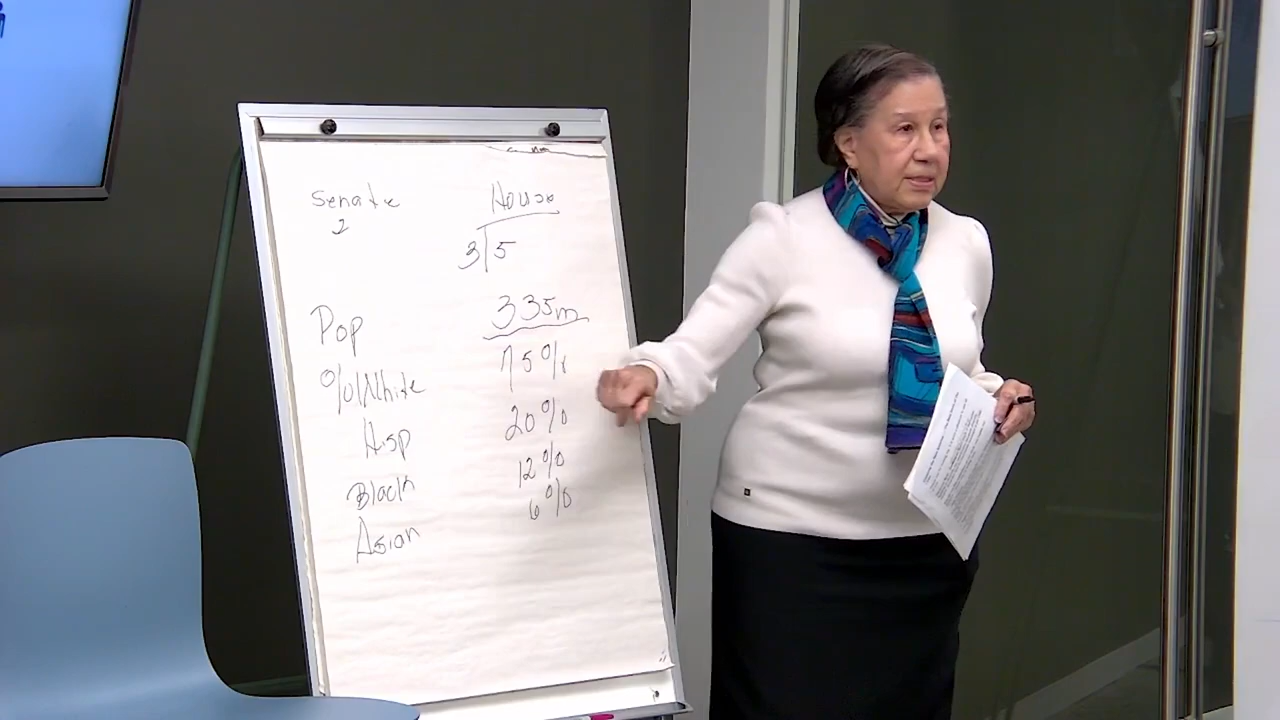 Senate House
2 3|5
Pop 335m
% White 75%
Hisp 20%
Black 12%
Asian 6%